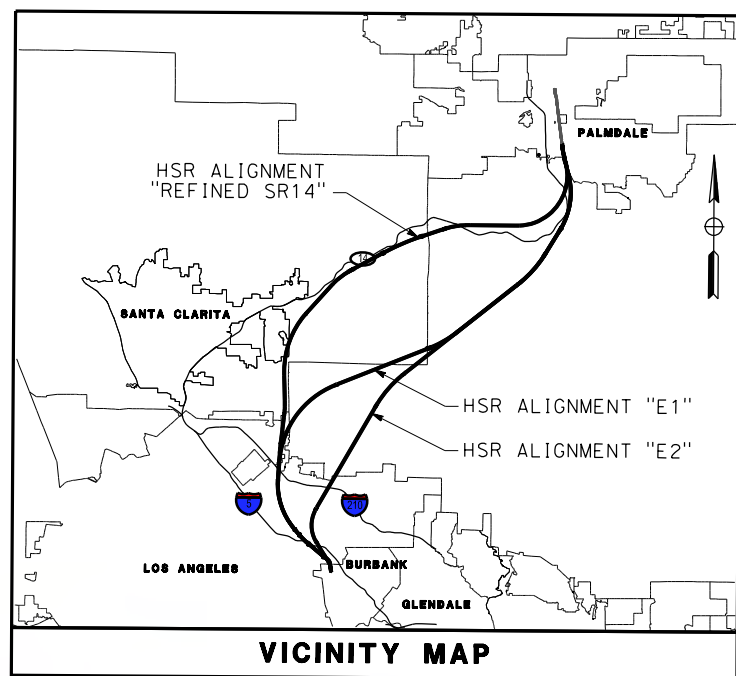 PALMDALE
HSR ALIGNMENT
"REFINED SR14"
14
SANTA CLARITA
HSR ALIGNMENT "E1"
HSR ALIGNMENT "E2"
5
210
LOS ANGELES
BURBANK
GLENDALE
VICINITY MAP